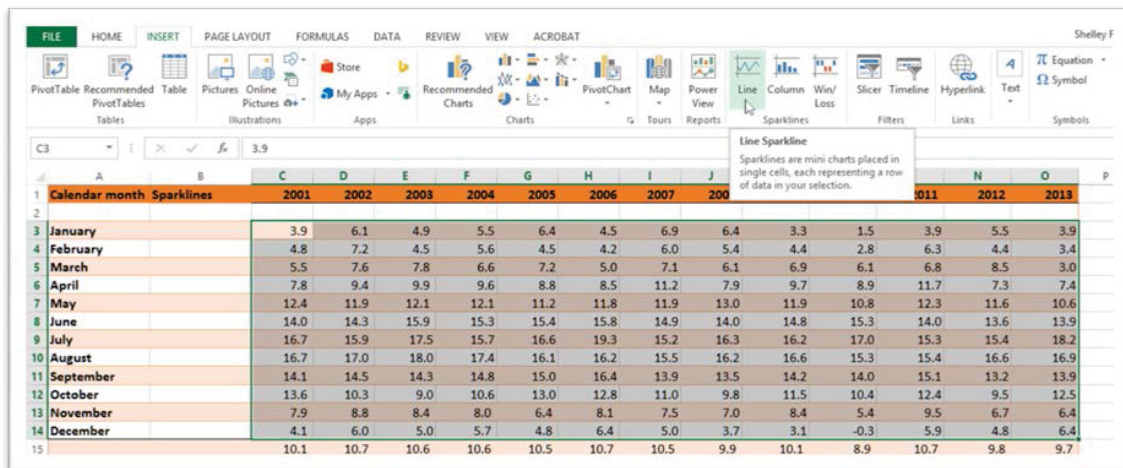 FILE HOME INSERT PAGE LAYOUT FORMULAS DATA REVIEW VIEW ACROBAT Shelley F
PivotTable Recommended PivotTables Table
Tables
Pictures Online Pictures
Illustrations
Store
My Apps
Apps
Recommended Charts
PivotChart
Charts
Map
Tours
Power View
Reports
Line Column Win/ Loss
Sparklines
Slicer Timeline
Filters
Hyperlink
Links
Text
π Equation
Ω Symbol
Symbols
C3 fx 3.9
Line Sparkline
Sparklines are mini charts placed in
single cells, each representing a row
of data in your selection.
A B C D E F G H I J N O P
1 Calendar month Sparklines 2001 2002 2003 2004 2005 2006 2007 200 2011 2012 2013
2
3 January 3.9 6.1 4.9 5.5 6.4 4.5 6.9 6.4 3.3 1.5 3.9 5.5 3.9
4 February 4.8 7.2 4.5 5.6 4.5 4.2 6.0 5.4 4.4 2.8 6.3 4.4 3.4
5 March 5.5 7.6 7.8 6.6 7.2 5.0 7.1 6.1 6.9 6.1 6.8 8.5 3.0
6 April 7.8 9.4 9.9 9.6 8.8 8.5 11.2 7.9 9.7 8.9 11.7 7.3 7.4
7 May 12.4 11.9 12.1 12.1 11.2 11.8 11.9 13.0 11.9 10.8 12.3 11.6 10.6
8 June 14.0 14.3 15.9 15.3 15.4 15.8 14.9 14.0 14.8 15.3 14.0 13.6 13.9
9 July 16.7 15.9 17.5 15.7 16.6 19.3 15.2 16.3 16.2 17.0 15.3 15.4 18.2
10 August 16.7 17.0 18.0 17.4 16.1 16.2 15.5 16.2 16.6 15.3 15.4 16.6 16.9
11 September 14.1 14.5 14.3 14.8 15.0 16.4 13.9 13.5 14.2 14.0 15.1 13.2 13.9
12 October 13.6 10.3 9.0 10.6 13.0 12.8 11.0 9.8 11.5 10.4 12.4 9.5 12.5
13 November 7.9 8.8 8.4 8.0 6.4 8.1 7.5 7.0 8.4 5.4 9.5 6.7 6.4
14 December 4.1 6.0 5.0 5.7 4.8 6.4 5.0 3.7 3.1 -0.3 5.9 4.8 6.4
15 10.1 10.7 10.6 10.6 10.5 10.7 10.5 9.9 10.1 8.9 10.7 9.8 9.7